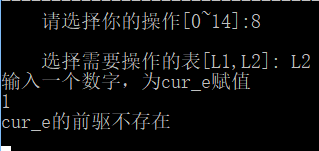 请选择你的操作[0~14]:8
选择需要操作的表[L1,L2]: L2
输入一个数字，为cur_e赋值
1
cur_e的前驱不存在